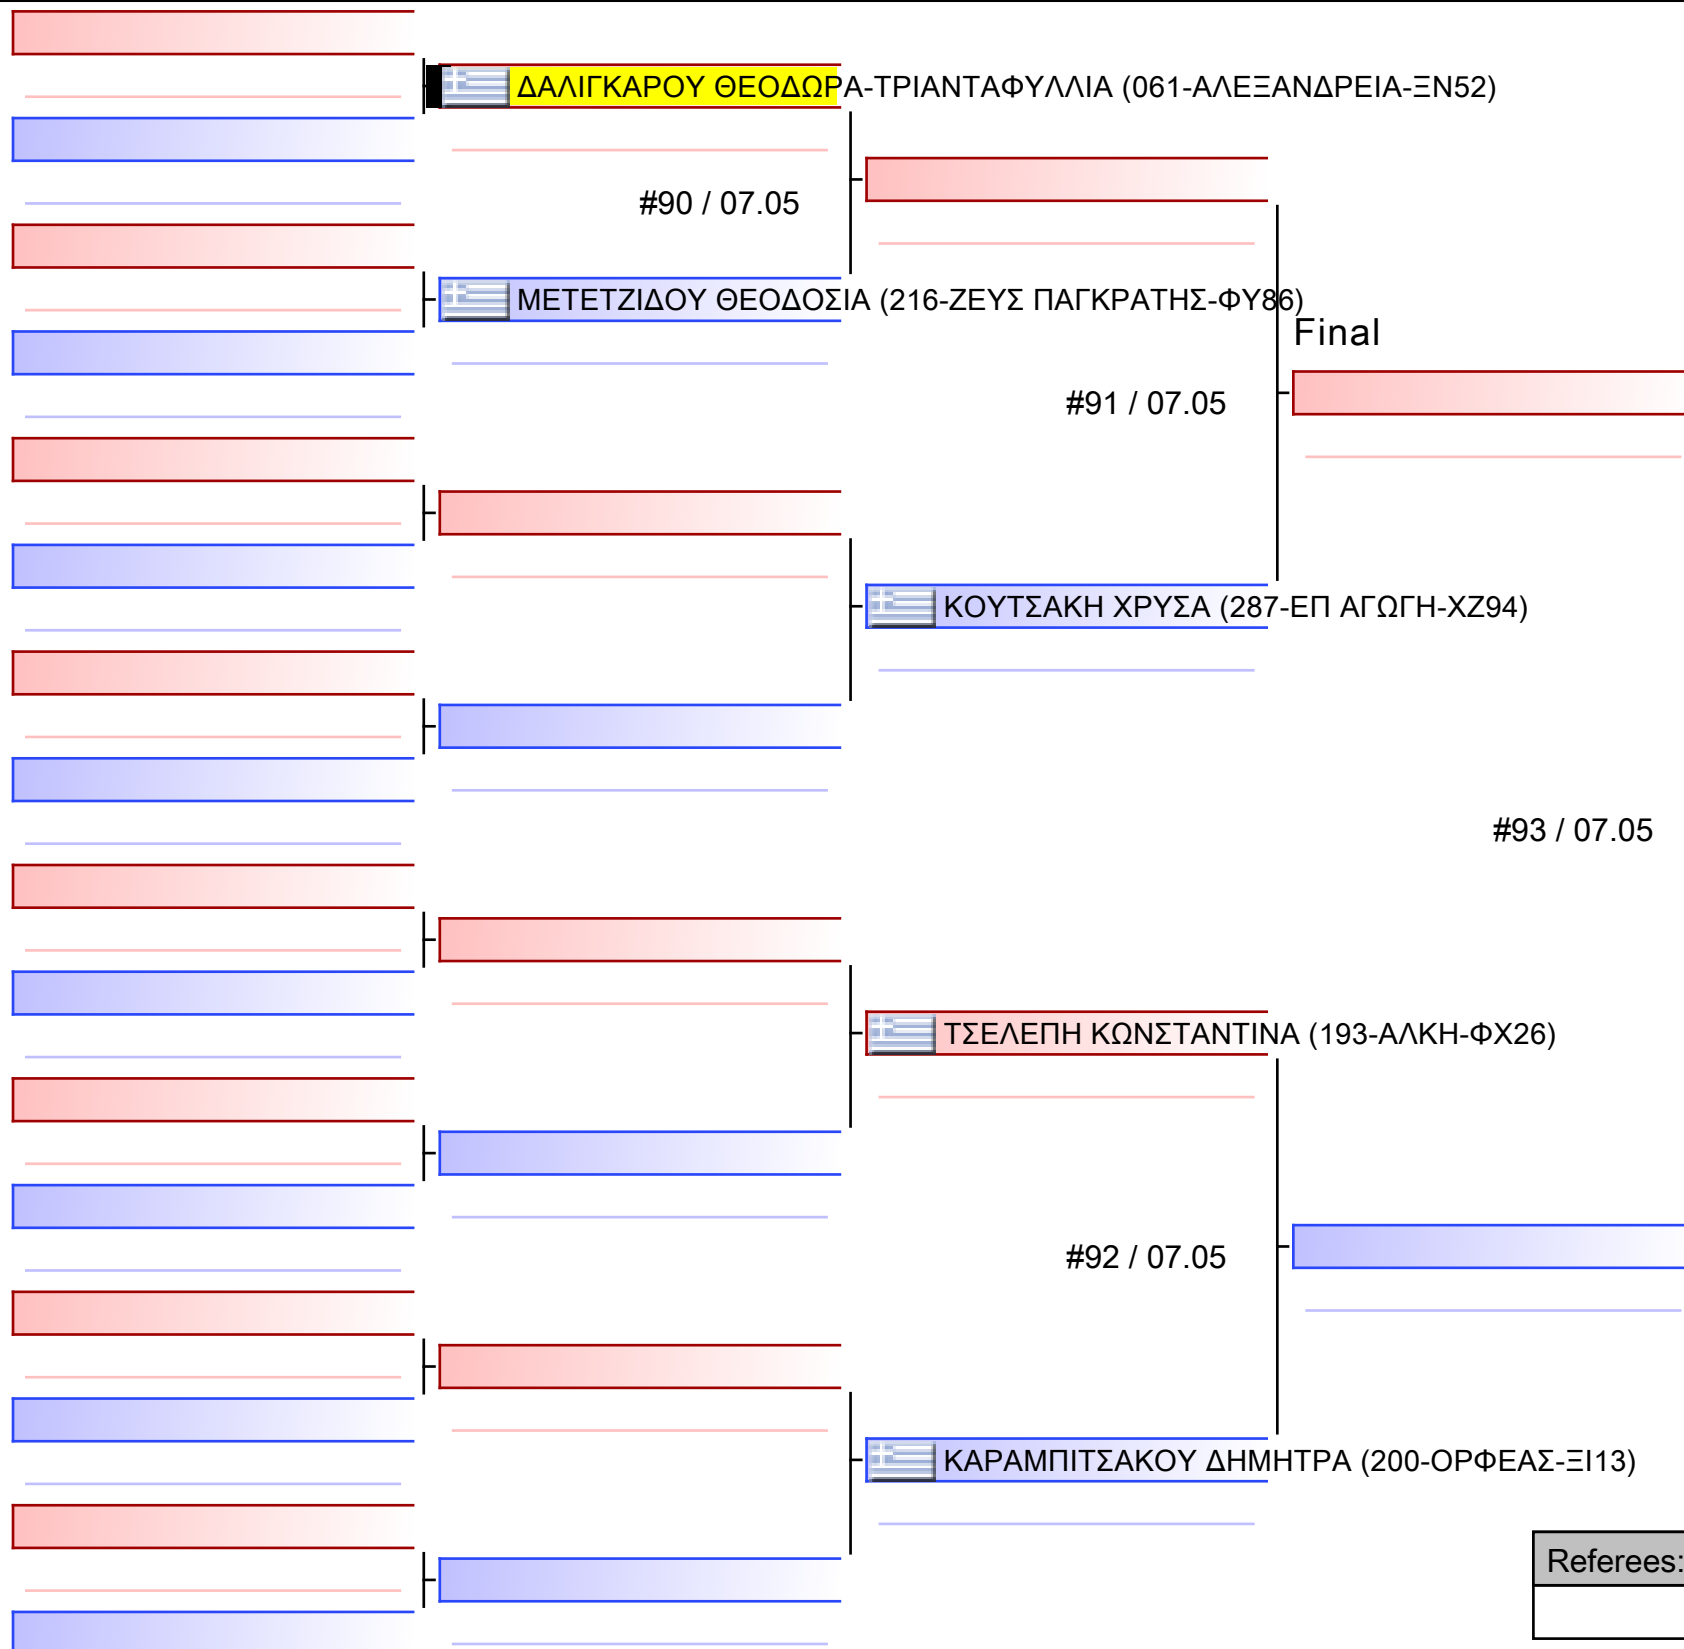 ΔΑΛΙΓΚΑΡΟΥ ΘΕΟΔΩΡΑ-ΤΡΙΑΝΤΑΦΥΛΛΙΑ (061-ΑΛΕΞΑΝΔΡΕΙΑ-ΞΝ52)
#90 / 07.05
ΜΕΤΕΤΖΙΔΟΥ ΘΕΟΔΟΣΙΑ (216-ΖΕΥΣ ΠΑΓΚΡΑΤΗΣ-ΦΥ86)
Final
#91 / 07.05
ΚΟΥΤΣΑΚΗ ΧΡΥΣΑ (287-ΕΠ ΑΓΩΓΗ-ΧΖ94)
#93 / 07.05
ΤΣΕΛΕΠΗ ΚΩΝΣΤΑΝΤΙΝΑ (193-ΑΛΚΗ-ΦΧ26)
#92 / 07.05
ΚΑΡΑΜΠΙΤΣΑΚΟΥ ΔΗΜΗΤΡΑ (200-ΟΡΦΕΑΣ-ΞΙ13)
Referees: